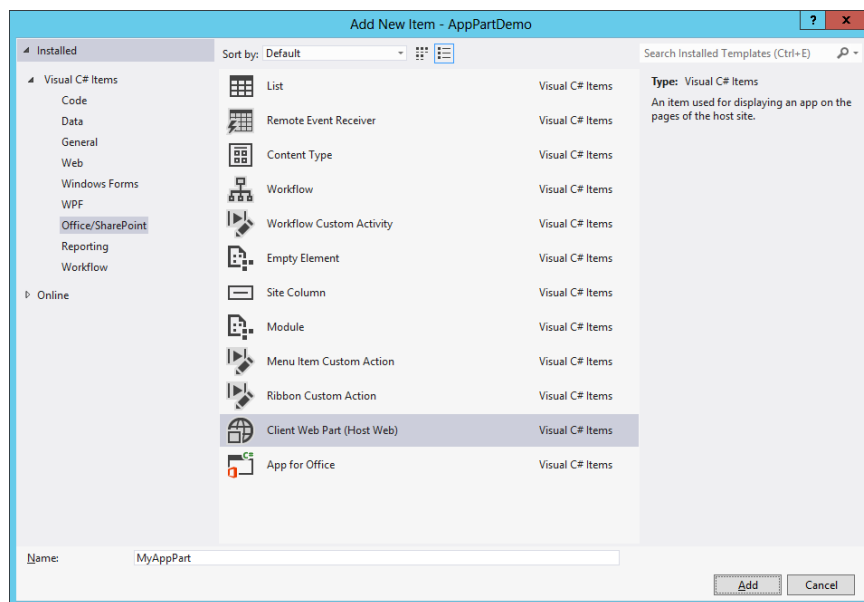 Add New Item - AppPartDemo
?
x
Installed
Sort by: Default
Search Installed Templates (Ctrl+E)
Visual C# Items
Code
Data
General
Web
Windows Forms
WPF
Office/SharePoint
Reporting
Workflow
Online
List Visual C# Items
Remote Event Receiver Visual C# Items
Content Type Visual C# Items
Workflow Visual C# Items
Workflow Custom Activity Visual C# Items
Empty Element Visual C# Items
Site Column Visual C# Items
Module Visual C# Items
Menu Item Custom Action Visual C# Items
Ribbon Custom Action Visual C# Items
Client Web Part (Host Web) Visual C# Items
C#
App for Office Visual C# Items
Type: Visual C# Items
An item used for displaying an app on the
pages of the host site.
Name: MyAppPart
Add
Cancel